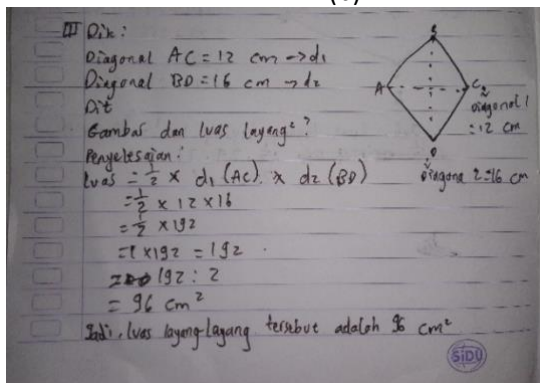 Dik:
Diagonal AC = 12 cm → d₁
Diagonal BD = 16 cm → d₂
Dit
Gambar dan luas layang²?
Penyelesaian:
Luas = 1/2 × d₁ (AC) × d₂ (BD)
= 1/2 × 12 × 16
= 1/2 × 192
= 1 × 192 = 192
192 : 2
= 96 cm²
Jadi, luas layang-layang tersebut adalah 96 cm²
A
C
Diagonal 1
= 12 cm
Diagona 2 = 16 cm
SiDU